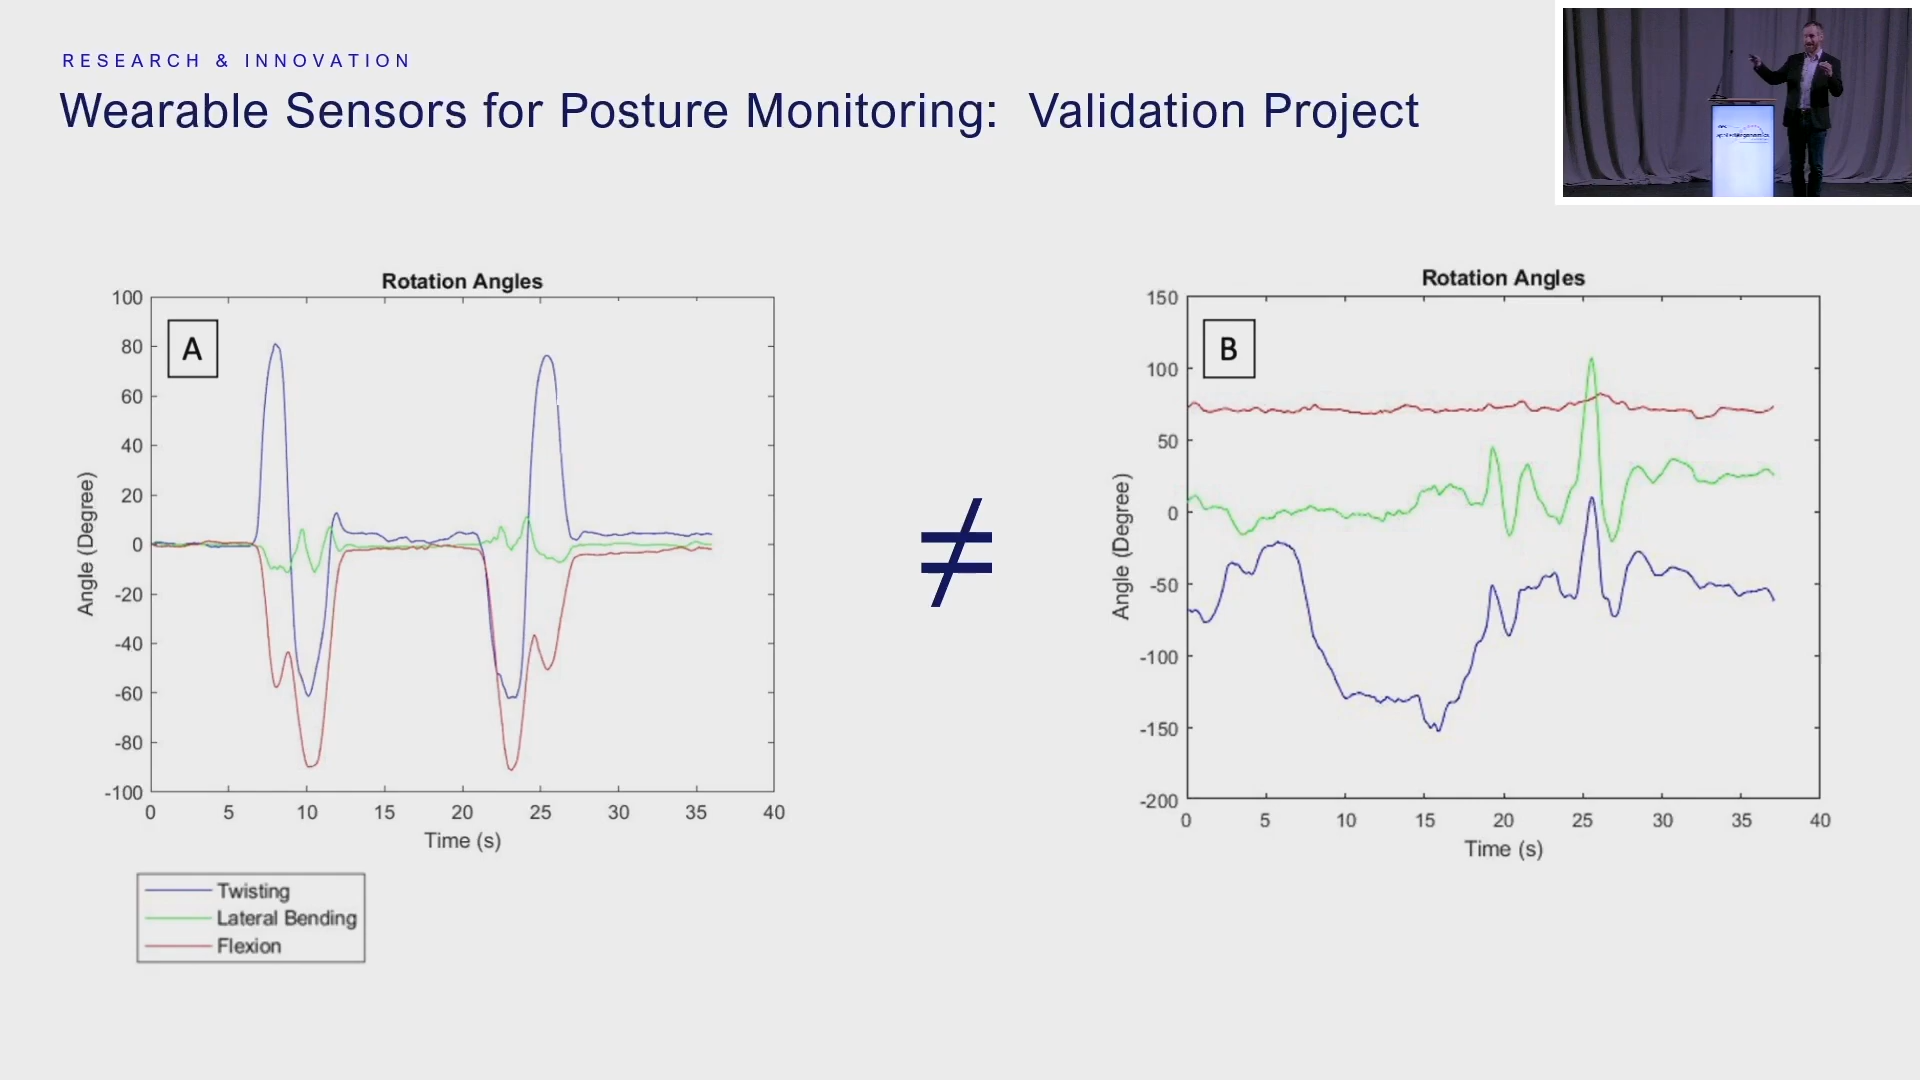 RESEARCH & INNOVATION
Wearable Sensors for Posture Monitoring: Validation Project
Rotation Angles
A
100
80
60
40
20
0
-20
-40
-60
-80
-100
Angle (Degree)
0 5 10 15 20 25 30 35 40
Time (s)
Twisting
Lateral Bending
Flexion
≠
Rotation Angles
B
150
100
50
0
-50
-100
-150
-200
Angle (Degree)
0 5 10 15 20 25 30 35 40
Time (s)